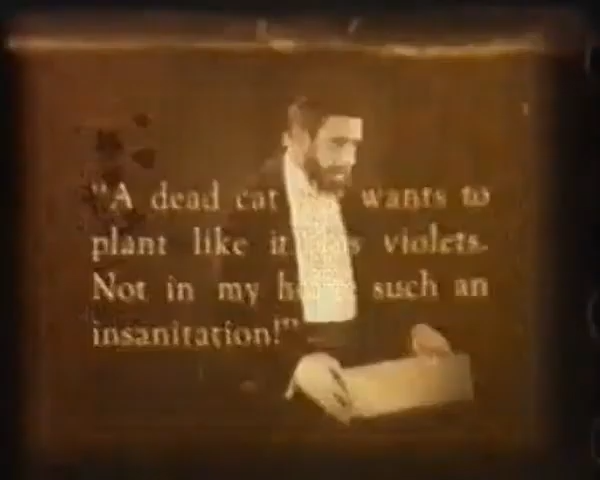 "A dead cat wants to
plant like it violets.
Not in my such an
insanitation!"